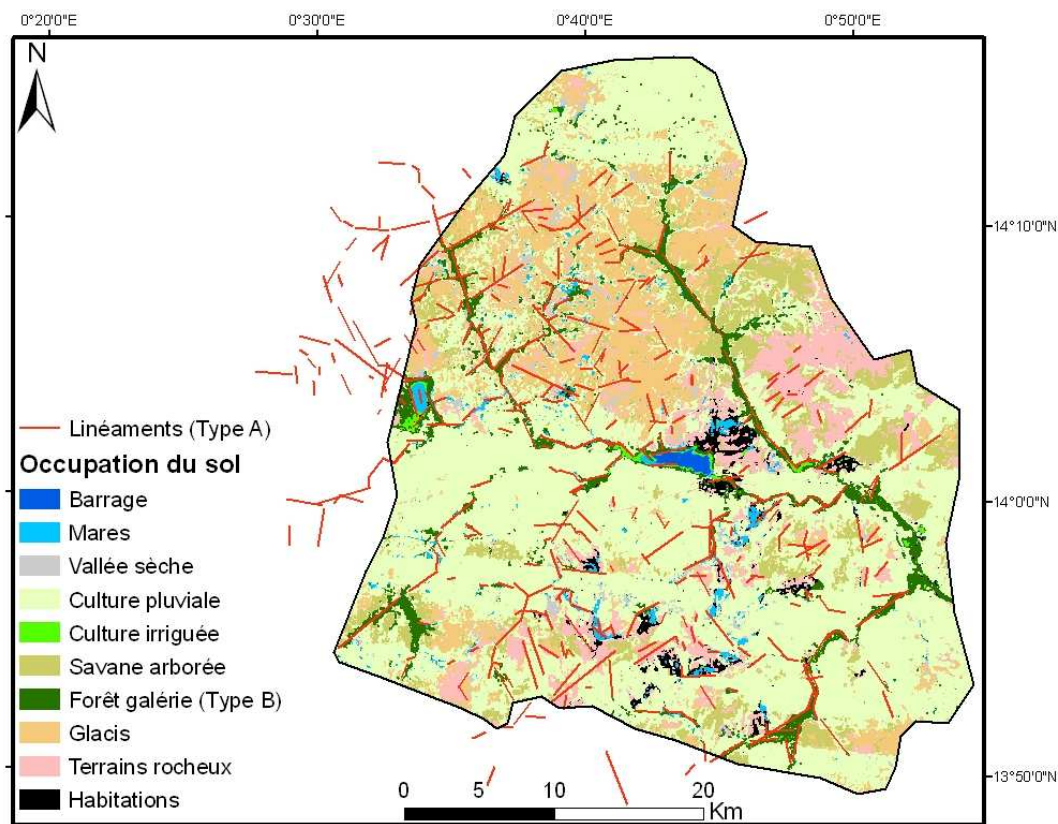 0°20'0"E 0°30'0"E 0°40'0"E 0°50'0"E
N
14°10'0"N
Linéaments (Type A)
Occupation du sol
Barrage
Mares
14°0'0"N
Vallée sèche
Culture pluviale
Culture irriguée
Savane arborée
Forêt galérie (Type B)
Glacis
Terrains rocheux
13°50'0"N
Habitations
0 5 10 20
Km